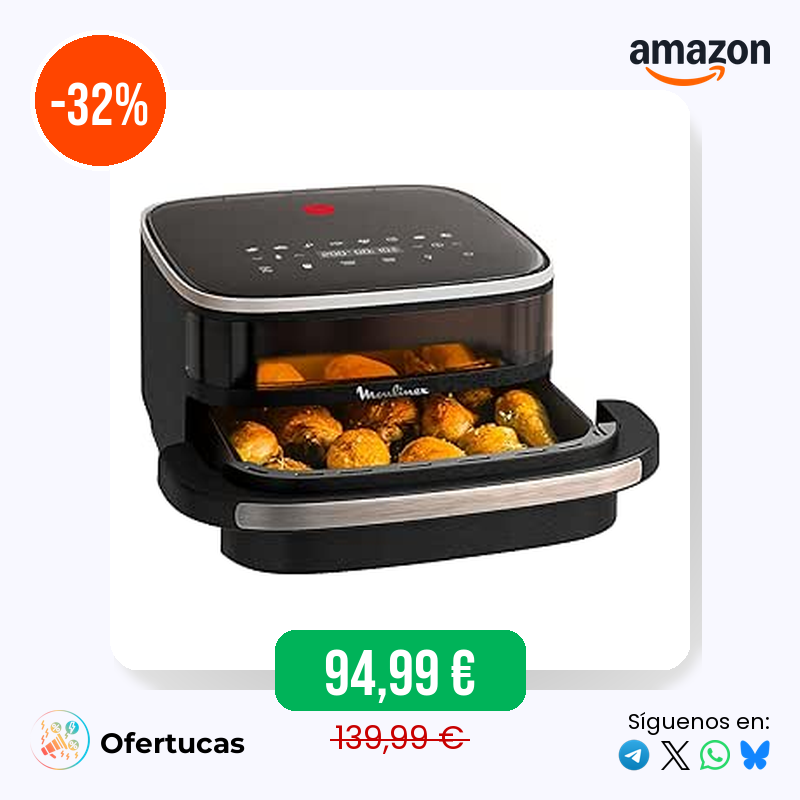 -32%
amazon
Moulinex
94,99 €
139,99 €
Ofertucas
Síguenos en: